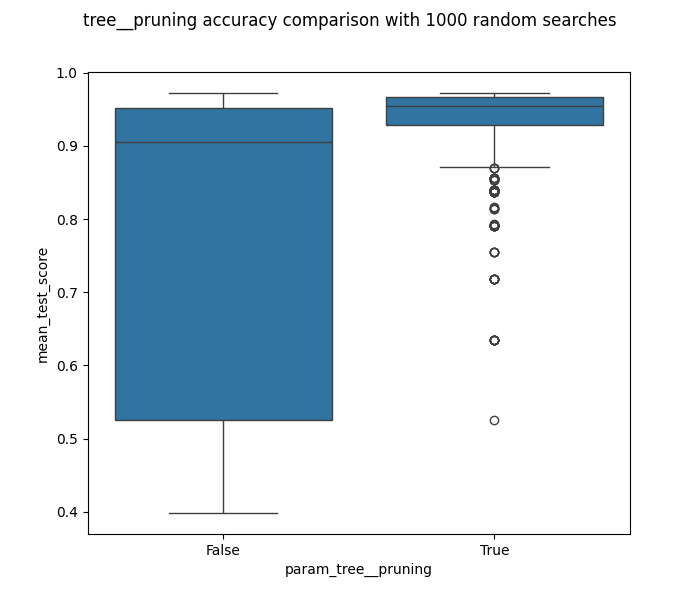 tree__pruning accuracy comparison with 1000 random searches
1.0
0.9
0.8
0.7
0.6
0.5
0.4
mean_test_score
False
True
param_tree__pruning